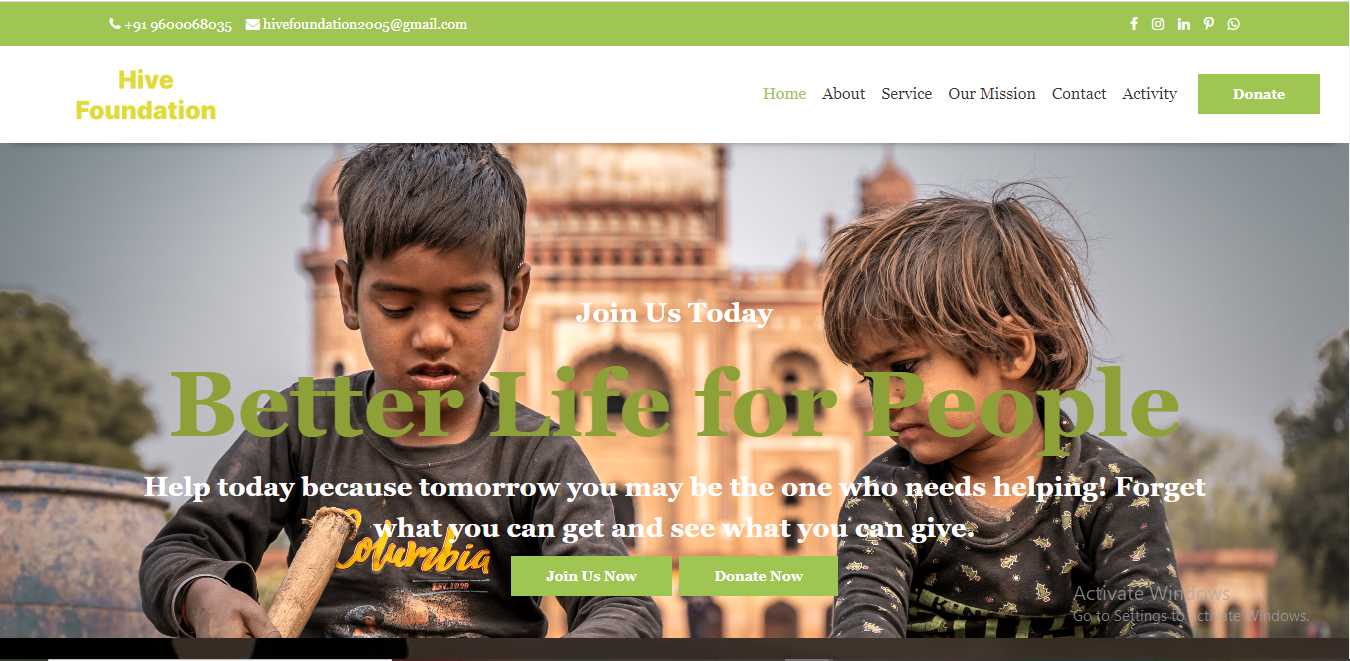 +91 9600068035 hivefoundation2005@gmail.com
Hive
Foundation
Home About Service Our Mission Contact Activity Donate
Join Us Today
Better Life for People
Help today because tomorrow you may be the one who needs helping! Forget
what you can get and see what you can give.
Columbia
EST. 1938
Join Us Now Donate Now
Activate Windows
Go to Settings to activate Windows.